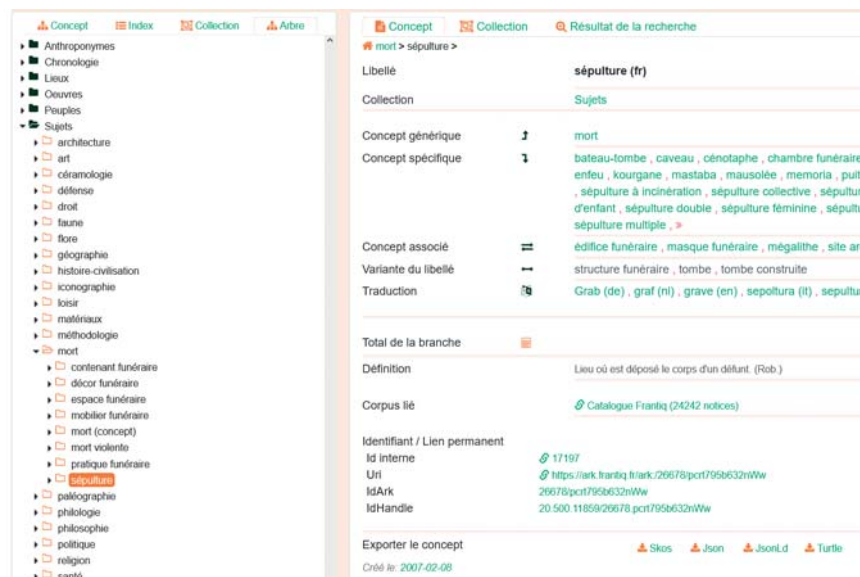 Concept Index Collection Arbre
Anthroponymes
Chronologie
Lieux
Oeuvres
Peuples
Sujets
architecture
art
céramologie
défense
droit
faune
flore
géographie
histoire-civilisation
iconographie
loisir
matériaux
méthodologie
mort
contenant funéraire
décor funéraire
espace funéraire
mobilier funéraire
mort (concept)
mort violente
pratique funéraire
sépulture
paléographie
philologie
philosophie
politique
religion
santé
Concept Collection Résultat de la recherche
mort > sépulture >
Libellé sépulture (fr)
Collection Sujets
Concept générique mort
Concept spécifique bateau-tombe , caveau , cénotaphe , chambre funéraire
enfeu , kourgane , mastaba , mausolée , memoria , puit
, sépulture à incinération , sépulture collective , sépultur
d'enfant , sépulture double , sépulture féminine , sépultu
sépulture multiple , »
Concept associé édifice funéraire , masque funéraire , mégalithe , site ar
Variante du libellé structure funéraire , tombe , tombe construite
Traduction Grab (de) , graf (nl) , grave (en) , sepoltura (it) , sepultur
Total de la branche
Définition Lieu où est déposé le corps d'un défunt. (Rob.)
Corpus lié Catalogue Frantiq (24242 notices)
Identifiant / Lien permanent
Id interne 17197
Uri https://ark.frantiq.fr/ark:/26678/pcrt795b632nWw
IdArk 26678/pcrt795b632nWw
IdHandle 20.500.11859/26678.pcrt795b632nWw
Exporter le concept Skos Json JsonLd Turtle
Créé le: 2007-02-08